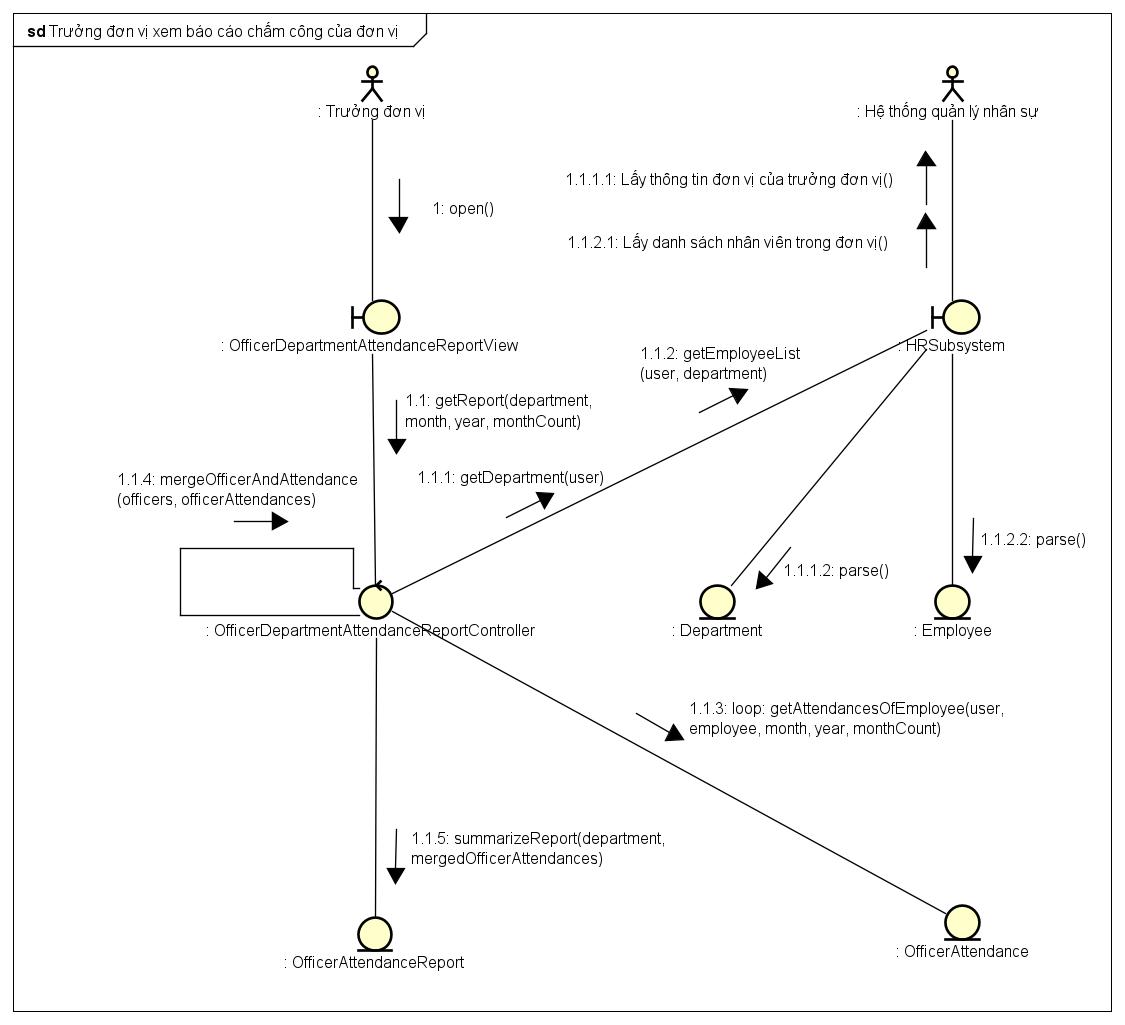 sd Trưởng đơn vị xem báo cáo chấm công của đơn vị
: Trưởng đơn vị
: Hệ thống quản lý nhân sự
1.1.1.1: Lấy thông tin đơn vị của trưởng đơn vị()
1: open()
1.1.2.1: Lấy danh sách nhân viên trong đơn vị()
: OfficerDepartmentAttendanceReportView
: HRSubsystem
1.1.2: getEmployeeList
(user, department)
1.1: getReport(department,
month, year, monthCount)
1.1.4: mergeOfficerAndAttendance
(officers, officerAttendances)
1.1.1: getDepartment(user)
1.1.2.2: parse()
1.1.1.2: parse()
: OfficerDepartmentAttendanceReportController
: Department
: Employee
1.1.3: loop: getAttendancesOfEmployee(user,
employee, month, year, monthCount)
1.1.5: summarizeReport(department,
mergedOfficerAttendances)
: OfficerAttendanceReport
: OfficerAttendance